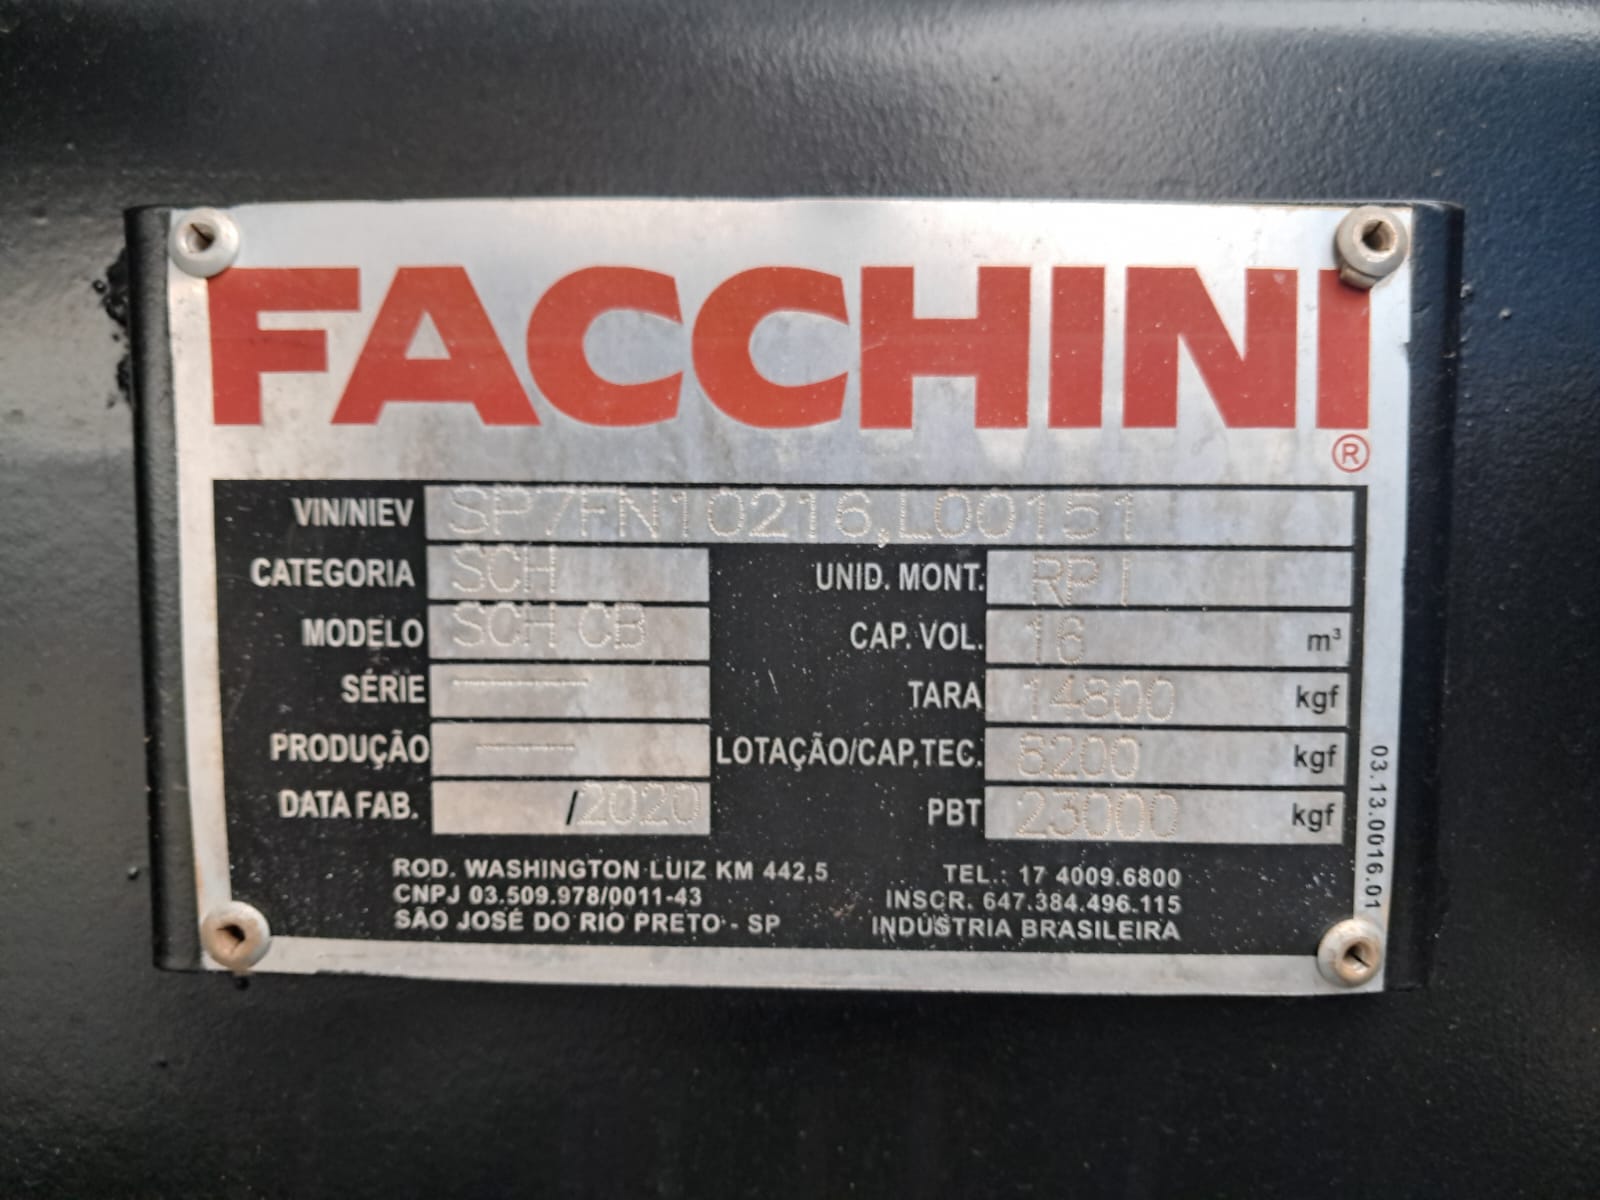 FACCHINI
®
VIN/NIEV SP7FN10216,L00151
CATEGORIA SCH UNID. MONT. RP I
MODELO SCH CB CAP. VOL. 16 m³
SÉRIE ---------- TARA 14800 kgf
PRODUÇÃO ------- LOTAÇÃO/CAP.TEC. 8200 kgf
DATA FAB. /2020 PBT 23000 kgf
ROD. WASHINGTON LUIZ KM 442,5 TEL.: 17 4009.6800
CNPJ 03.509.978/0011-43 INSCR. 647.384.496.115
SÃO JOSÉ DO RIO PRETO - SP INDÚSTRIA BRASILEIRA
03.13.0016.01